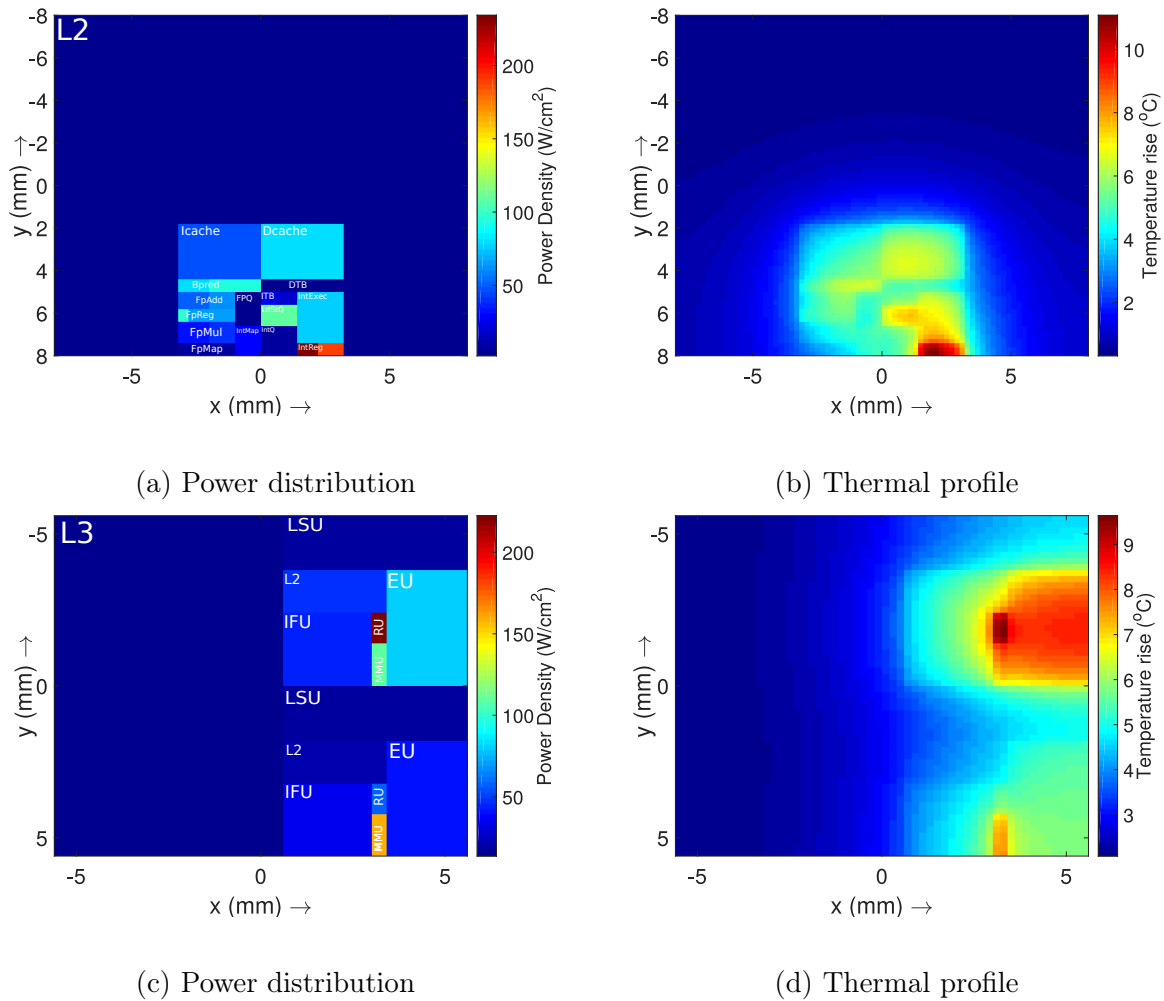 L2
Icache
Dcache
Bpred
DTB
FpAdd
FPQ
ITB
IntExec
FpReg
LdStQ
FpMul
IntMap
IntQ
FpMap
IntReg
-8
-6
-4
-2
0
2
4
6
8
y (mm) →
-5 0 5
x (mm) →
200
150
100
50
Power Density (W/cm²)
(a) Power distribution
-8
-6
-4
-2
0
2
4
6
8
y (mm) →
-5 0 5
x (mm) →
10
8
6
4
2
Temperature rise (°C)
(b) Thermal profile
L3
LSU
L2
EU
IFU
RU
MMU
LSU
L2
EU
IFU
RU
MMU
-5
0
5
y (mm) →
-5 0 5
x (mm) →
200
150
100
50
Power Density (W/cm²)
(c) Power distribution
-5
0
5
y (mm) →
-5 0 5
x (mm) →
9
8
7
6
5
4
3
Temperature rise (°C)
(d) Thermal profile